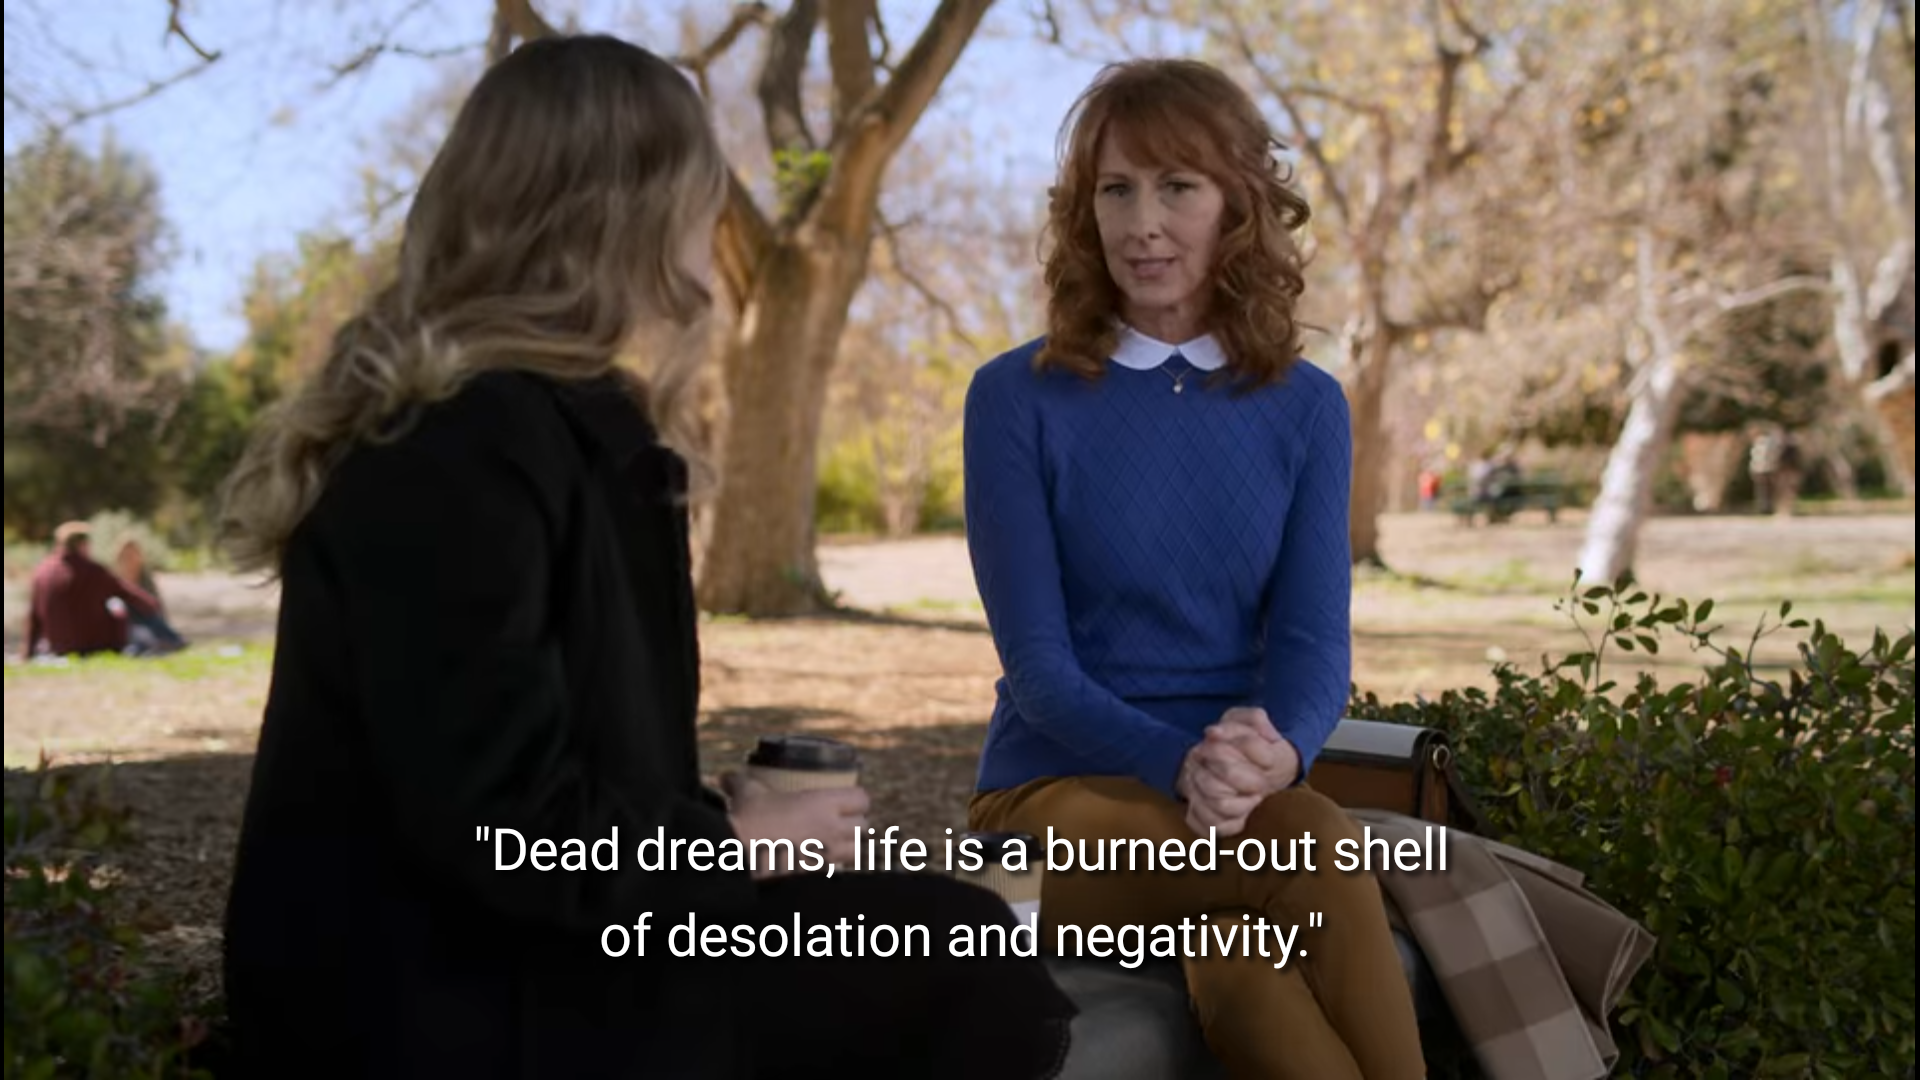 "Dead dreams, life is a burned-out shell
of desolation and negativity."